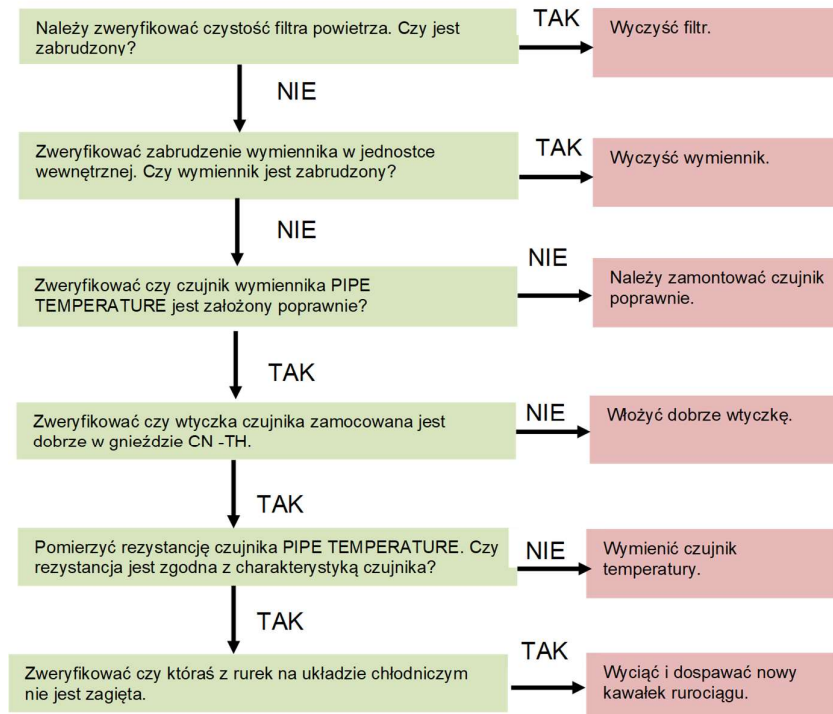 Należy zweryfikować czystość filtra powietrza. Czy jest
zabrudzony?
TAK
Wyczyść filtr.
NIE
Zweryfikować zabrudzenie wymiennika w jednostce
wewnętrznej. Czy wymiennik jest zabrudzony?
TAK
Wyczyść wymiennik.
NIE
Zweryfikować czy czujnik wymiennika PIPE
TEMPERATURE jest założony poprawnie?
NIE
Należy zamontować czujnik
poprawnie.
TAK
Zweryfikować czy wtyczka czujnika zamocowana jest
dobrze w gnieździe CN -TH.
NIE
Włożyć dobrze wtyczkę.
TAK
Pomierzyć rezystancję czujnika PIPE TEMPERATURE. Czy
rezystancja jest zgodna z charakterystyką czujnika?
NIE
Wymienić czujnik
temperatury.
TAK
Zweryfikować czy któraś z rurek na układzie chłodniczym
nie jest zagięta.
TAK
Wyciąć i dospawać nowy
kawałek rurociągu.